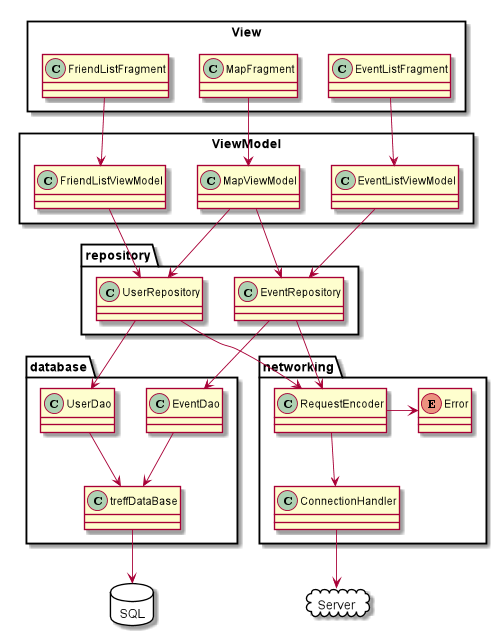 View
C FriendListFragment
C MapFragment
C EventListFragment
ViewModel
C FriendListViewModel
C MapViewModel
C EventListViewModel
repository
C UserRepository
C EventRepository
database
networking
C UserDao
C EventDao
C RequestEncoder
E Error
C treffDataBase
C ConnectionHandler
SQL
Server